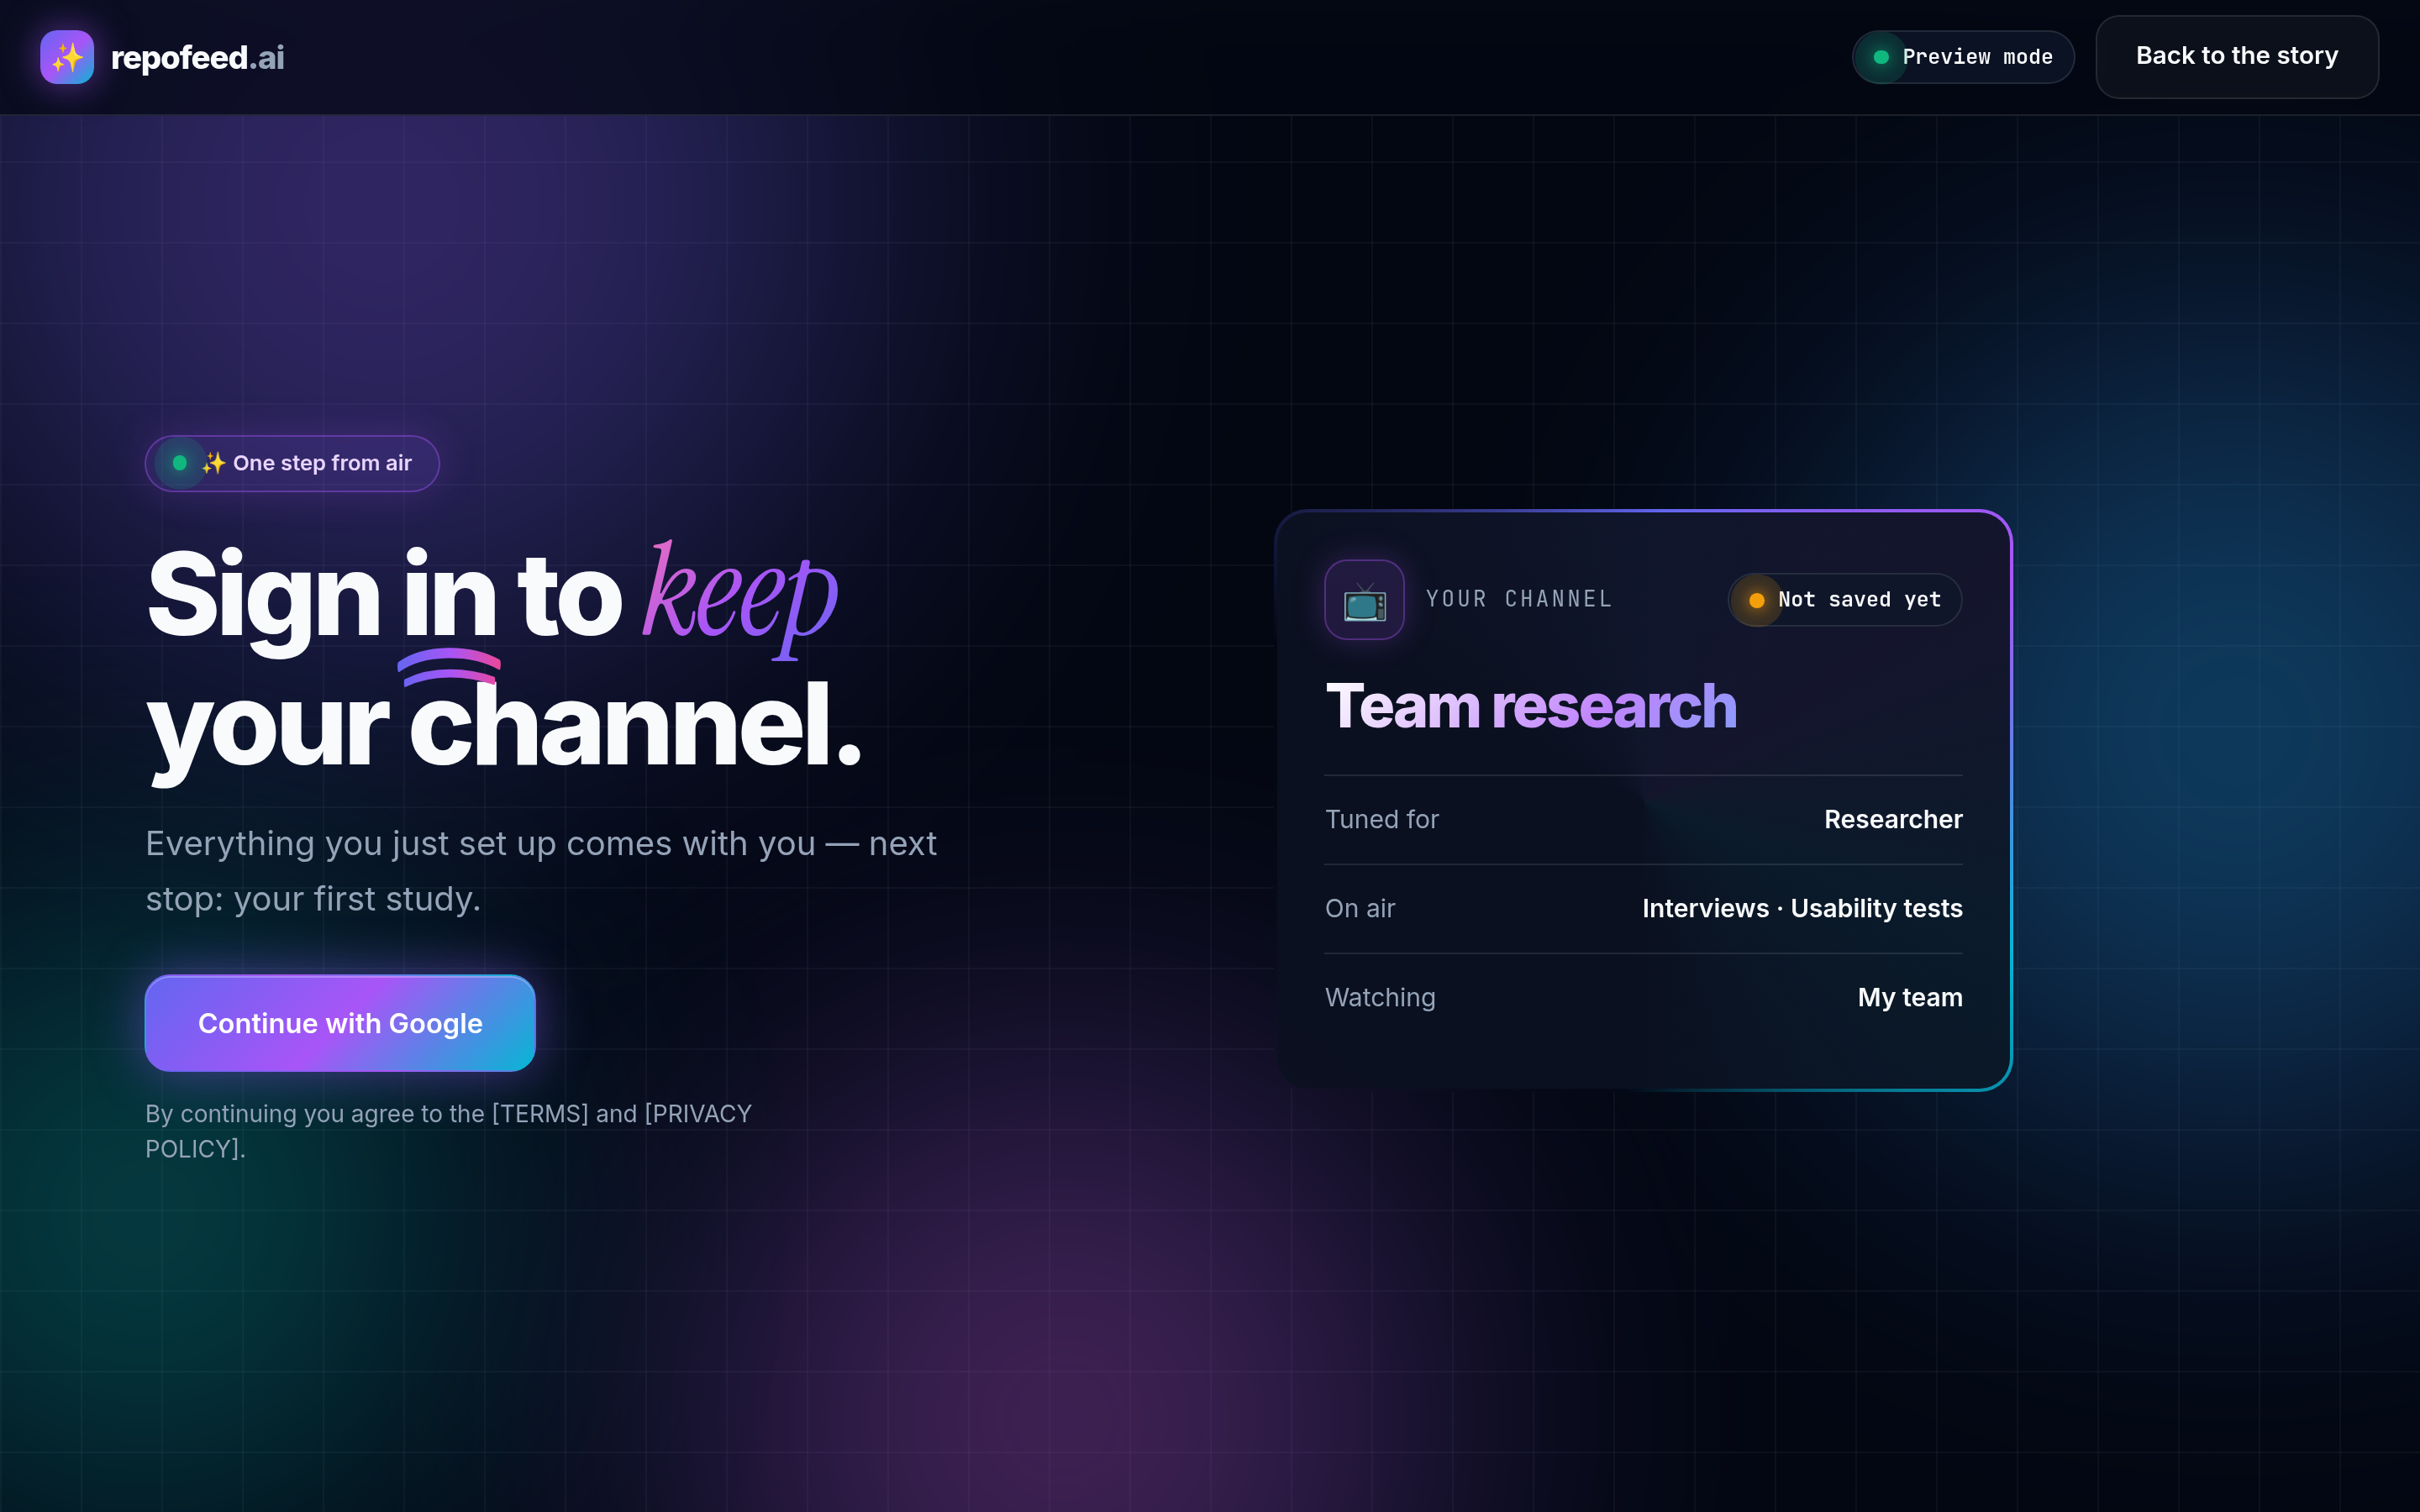 repofeed.ai
Preview mode
Back to the story
✨ One step from air
Sign in to keep
your channel.
Everything you just set up comes with you — next
stop: your first study.
Continue with Google
By continuing you agree to the [TERMS] and [PRIVACY
POLICY].
YOUR CHANNEL
Not saved yet
Team research
Tuned for
Researcher
On air
Interviews · Usability tests
Watching
My team